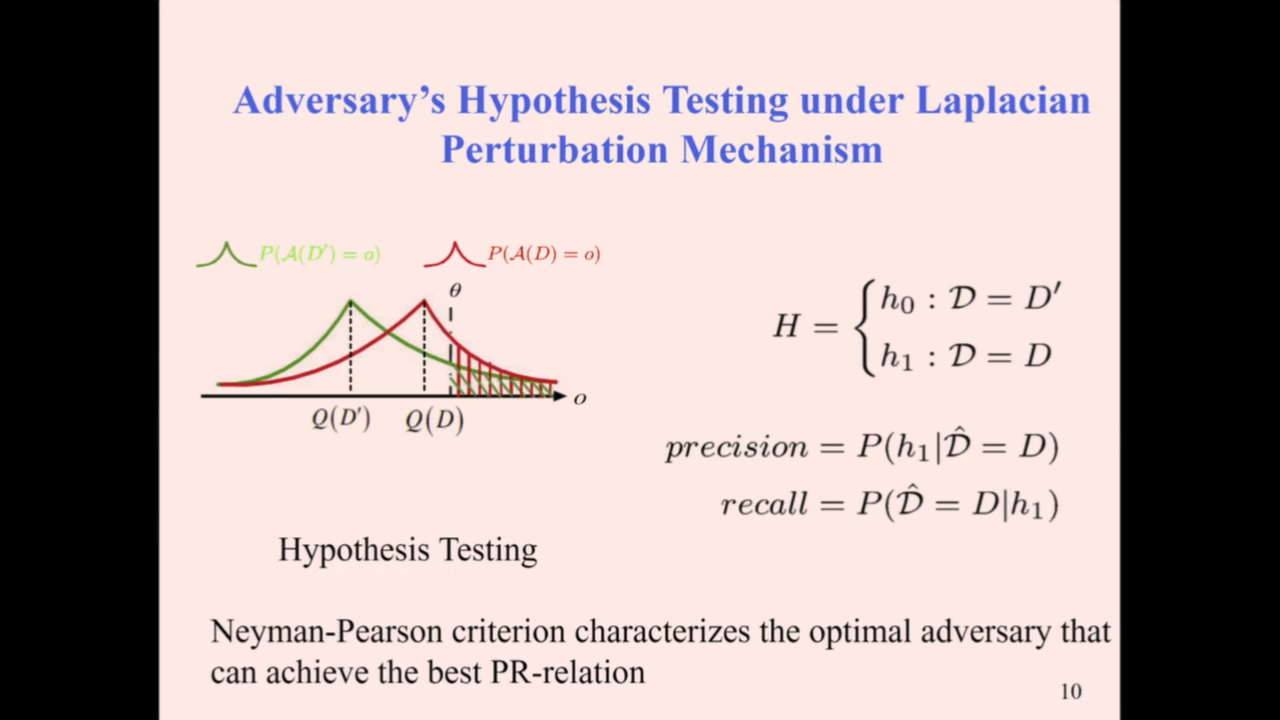 Adversary's Hypothesis Testing under Laplacian
Perturbation Mechanism
P(𝒜(D′) = o) P(𝒜(D) = o)
θ
o
Q(D′) Q(D)
H = { h₀ : 𝒟 = D′
h₁ : 𝒟 = D
precision = P(h₁|𝒟̂ = D)
recall = P(𝒟̂ = D|h₁)
Hypothesis Testing
Neyman-Pearson criterion characterizes the optimal adversary that
can achieve the best PR-relation
10